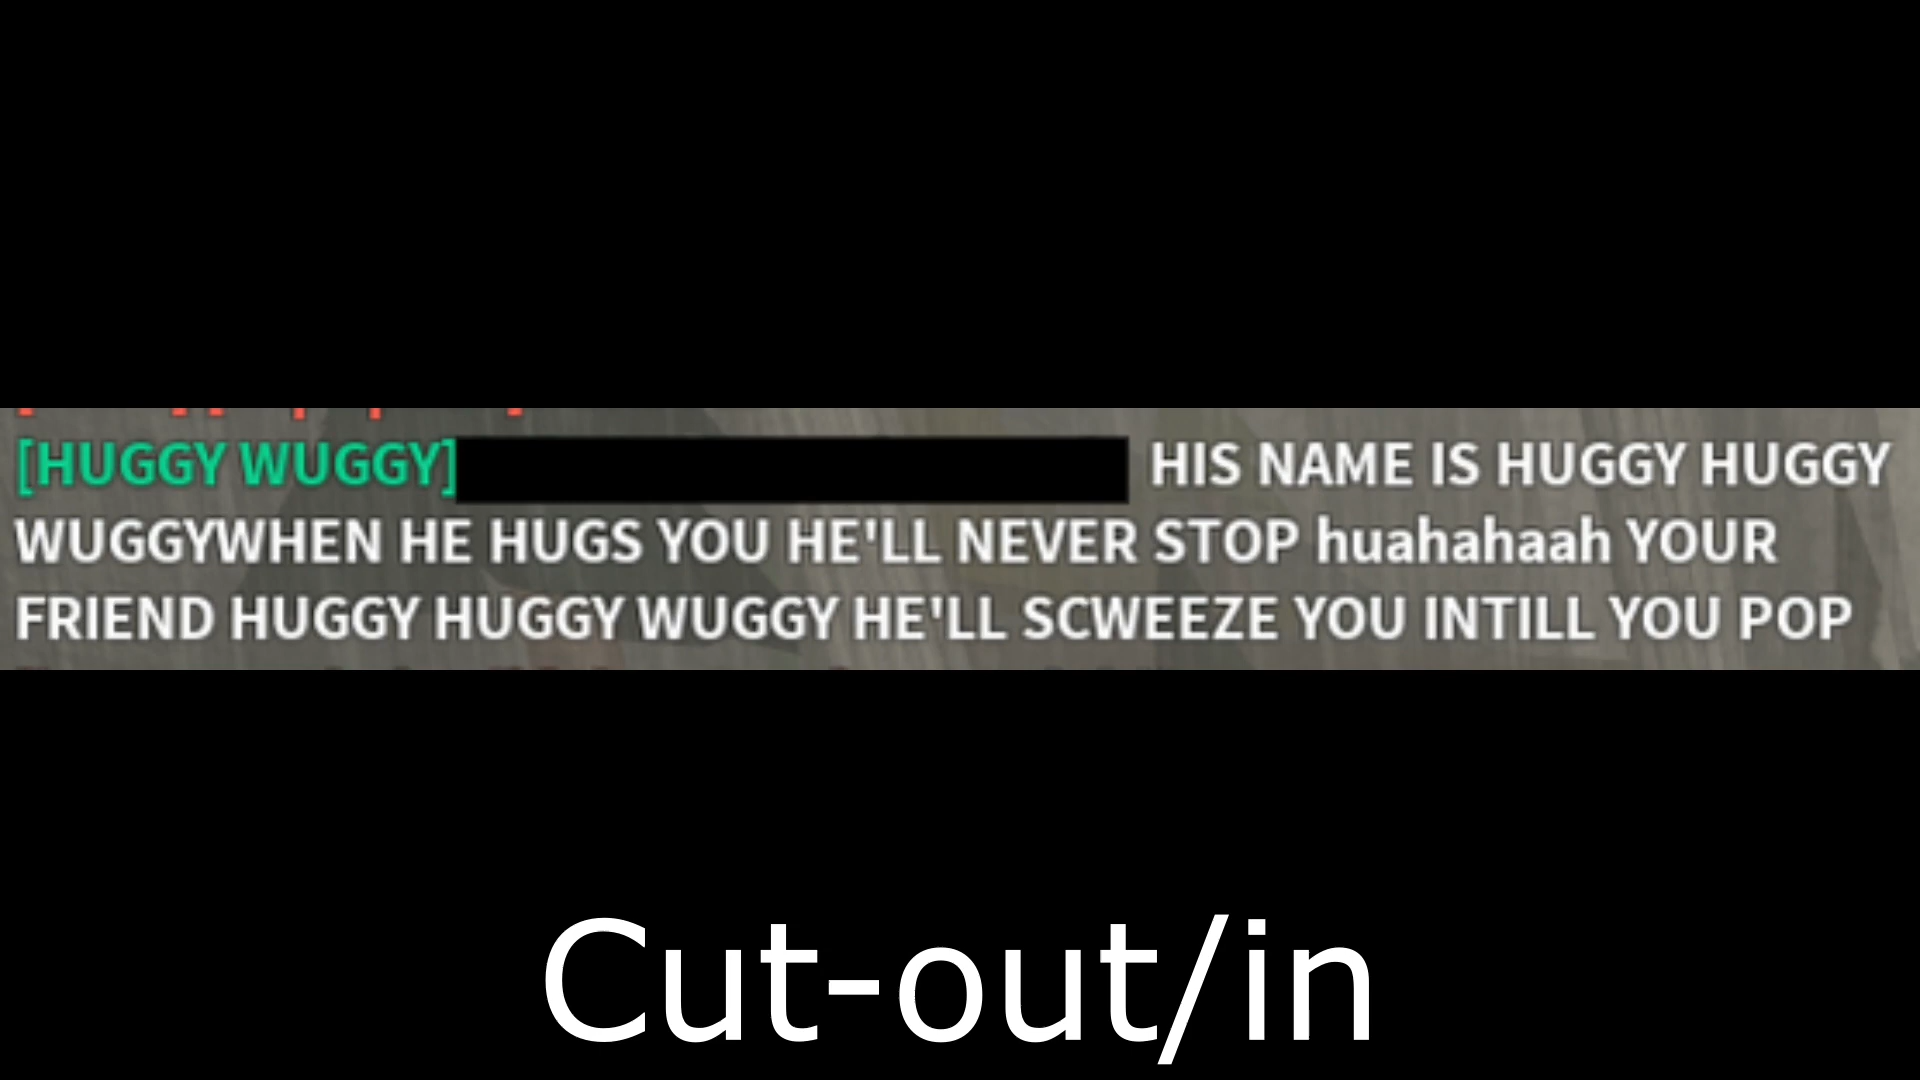 [HUGGY WUGGY] HIS NAME IS HUGGY HUGGY
WUGGYWHEN HE HUGS YOU HE'LL NEVER STOP huahahaah YOUR
FRIEND HUGGY HUGGY WUGGY HE'LL SCWEEZE YOU INTILL YOU POP
Cut-out/in